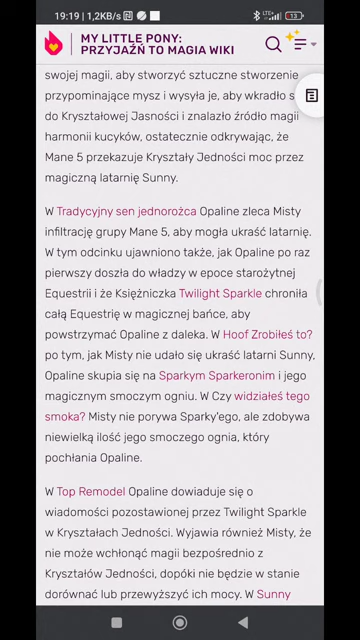 19:19 | 1,2KB/s
13
MY LITTLE PONY:
PRZYJAŹŃ TO MAGIA WIKI
swojej magii, aby stworzyć sztuczne stworzenie
przypominające mysz i wysyła je, aby wkradło s
do Kryształowej Jasności i znalazło źródło magii
harmonii kucyków, ostatecznie odkrywając, że
Mane 5 przekazuje Kryształy Jedności moc przez
magiczną latarnię Sunny.
W Tradycyjny sen jednorożca Opaline zleca Misty
infiltrację grupy Mane 5, aby mogła ukraść latarnię.
W tym odcinku ujawniono także, jak Opaline po raz
pierwszy doszła do władzy w epoce starożytnej
Equestrii i że Księżniczka Twilight Sparkle chroniła
całą Equestrię w magicznej bańce, aby
powstrzymać Opaline z daleka. W Hoof Zrobiłeś to?
po tym, jak Misty nie udało się ukraść latarni Sunny,
Opaline skupia się na Sparkym Sparkeronim i jego
magicznym smoczym ogniu. W Czy widziałeś tego
smoka? Misty nie porywa Sparky'ego, ale zdobywa
niewielką ilość jego smoczego ognia, który
pochłania Opaline.
W Top Remodel Opaline dowiaduje się o
wiadomości pozostawionej przez Twilight Sparkle
w Kryształach Jedności. Wyjawia również Misty, że
nie może wchłonąć magii bezpośrednio z
Kryształów Jedności, dopóki nie będzie w stanie
dorównać lub przewyższyć ich mocy. W Sunny